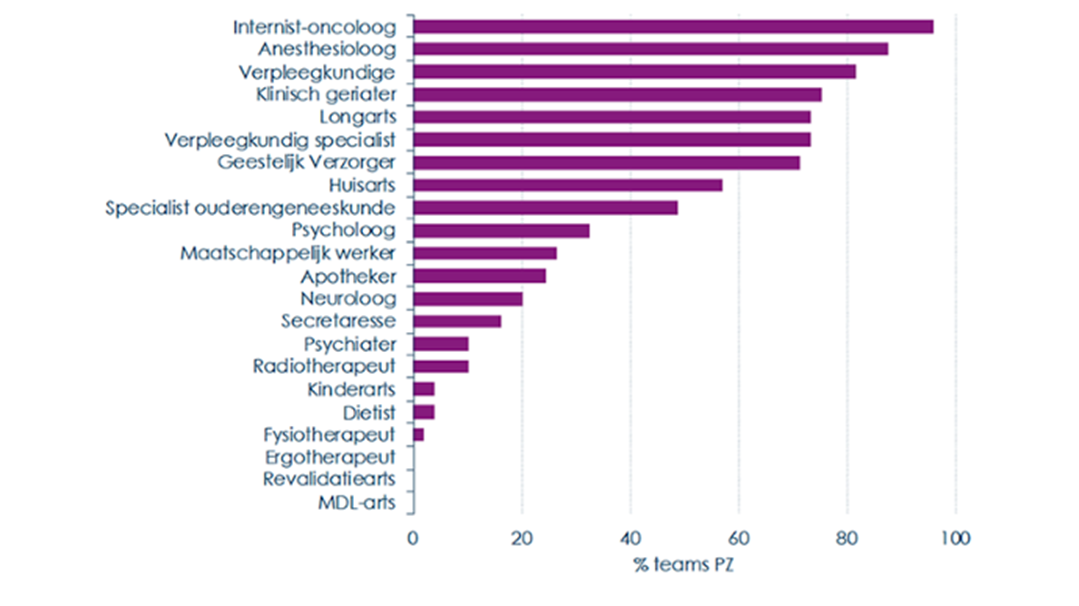 Internist-oncoloog
Anesthesioloog
Verpleegkundige
Klinisch geriater
Longarts
Verpleegkundig specialist
Geestelijk Verzorger
Huisarts
Specialist ouderengeneeskunde
Psycholoog
Maatschappelijk werker
Apotheker
Neuroloog
Secretaresse
Psychiater
Radiotherapeut
Kinderarts
Dietist
Fysiotherapeut
Ergotherapeut
Revalidatiearts
MDL-arts
0 20 40 60 80 100
% teams PZ